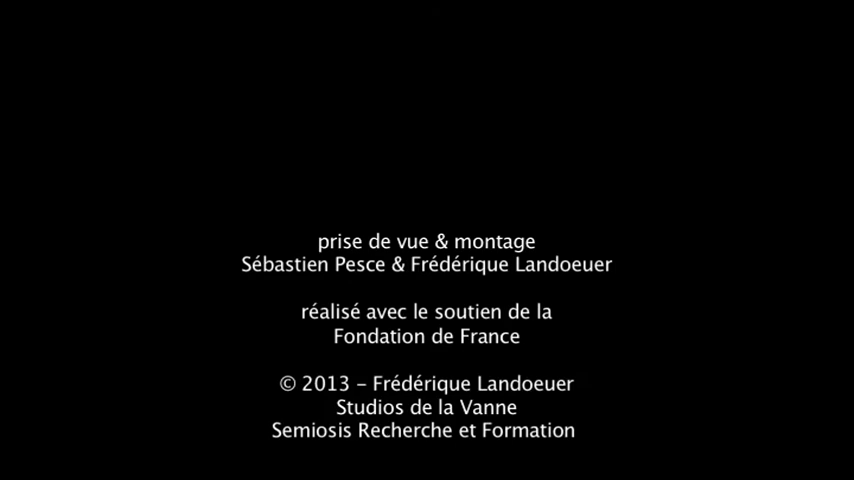 prise de vue & montage
Sébastien Pesce & Frédérique Landoeuer
réalisé avec le soutien de la
Fondation de France
© 2013 – Frédérique Landoeuer
Studios de la Vanne
Semiosis Recherche et Formation